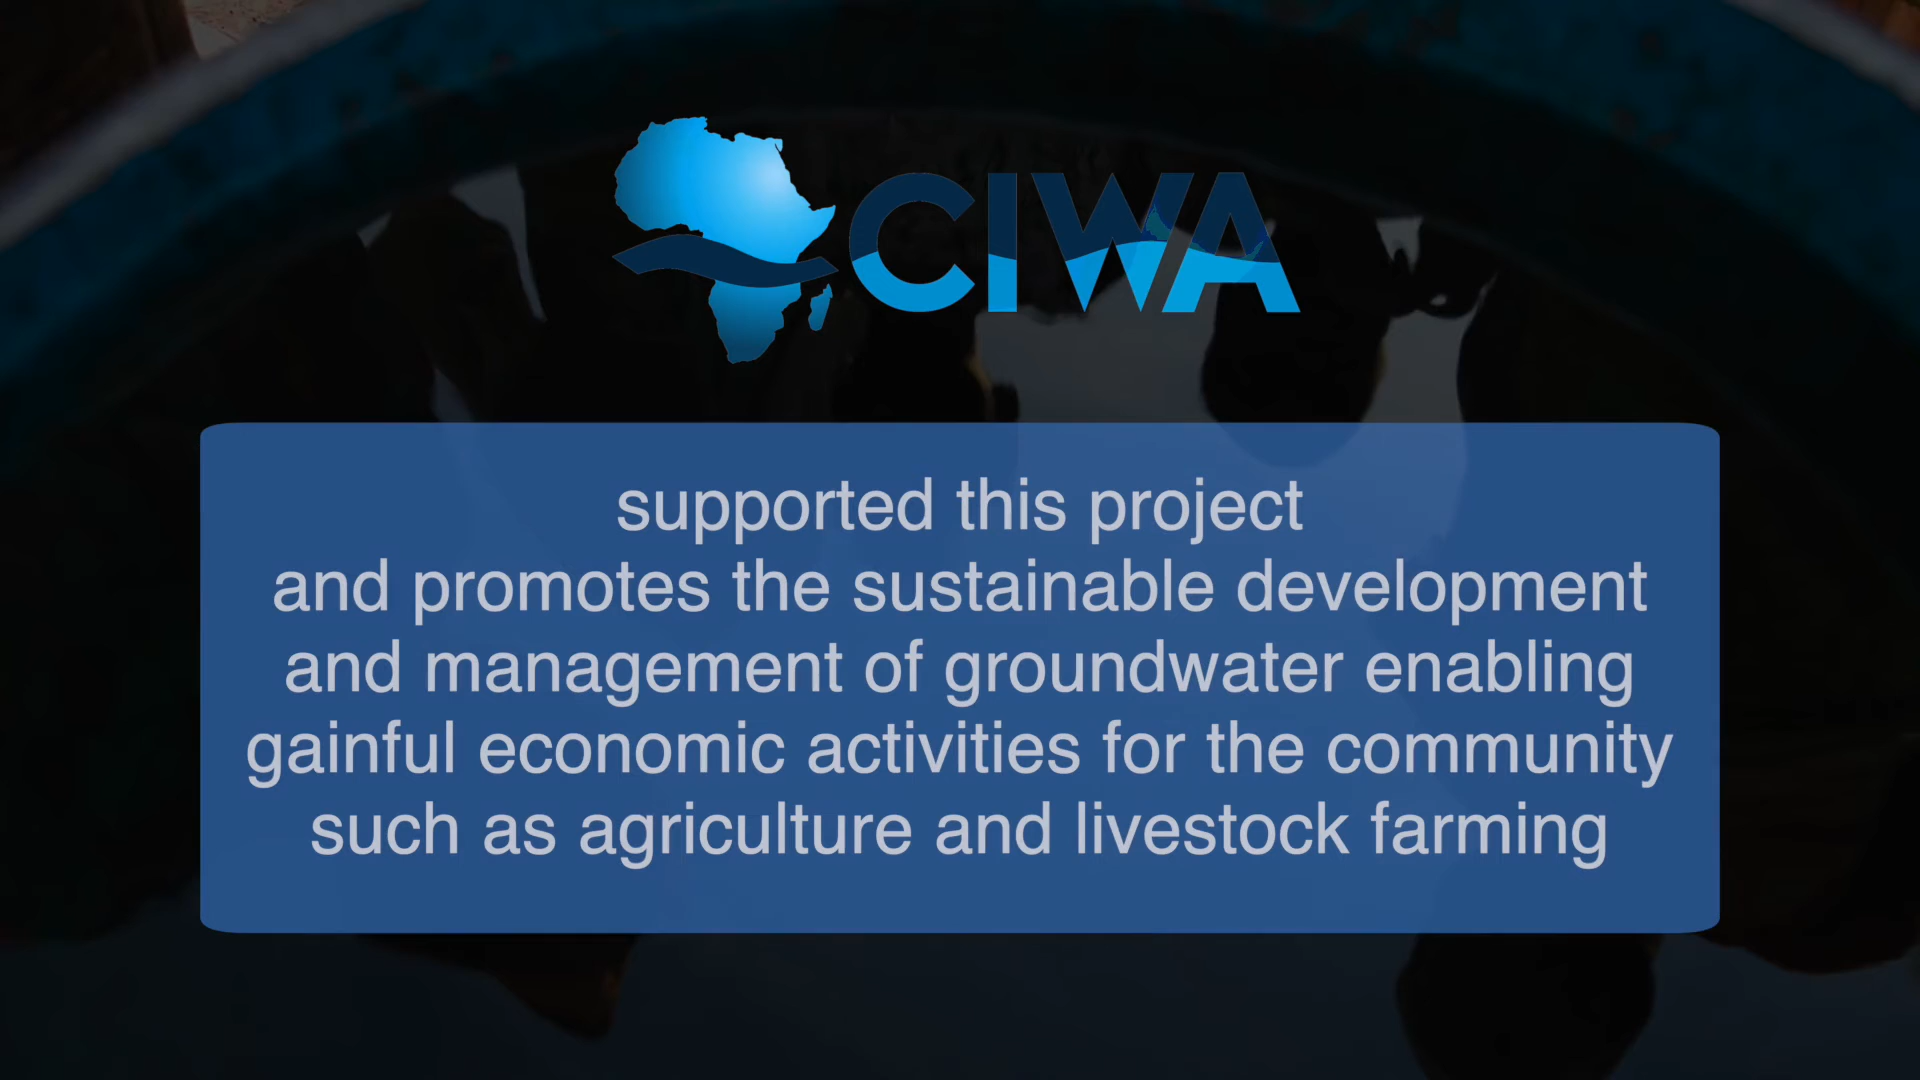 CIWA
supported this project
and promotes the sustainable development
and management of groundwater enabling
gainful economic activities for the community
such as agriculture and livestock farming